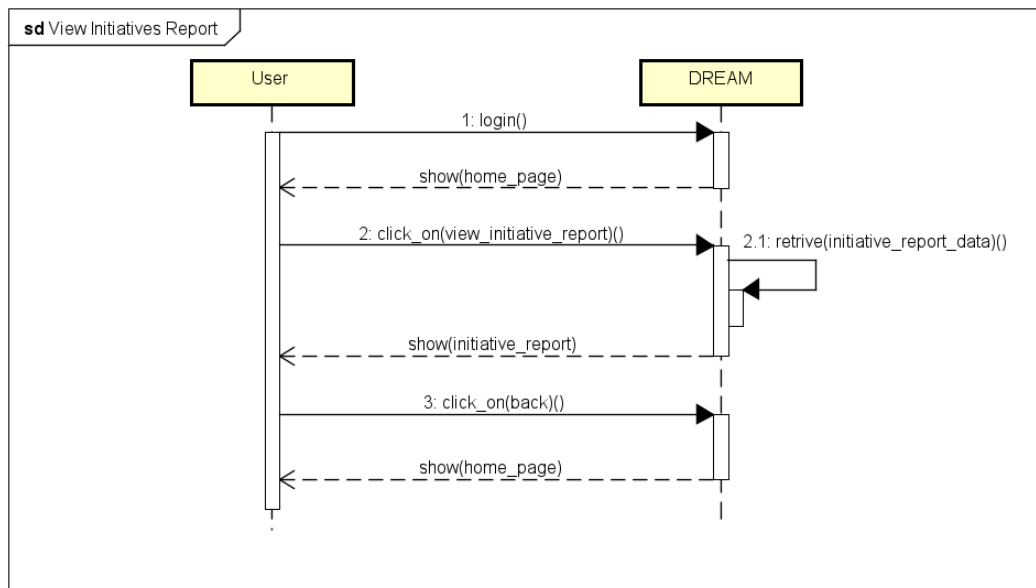 sd View Initiatives Report
User
DREAM
1: login()
show(home_page)
2: click_on(view_initiative_report)()
2.1: retrive(initiative_report_data)()
show(initiative_report)
3: click_on(back)()
show(home_page)